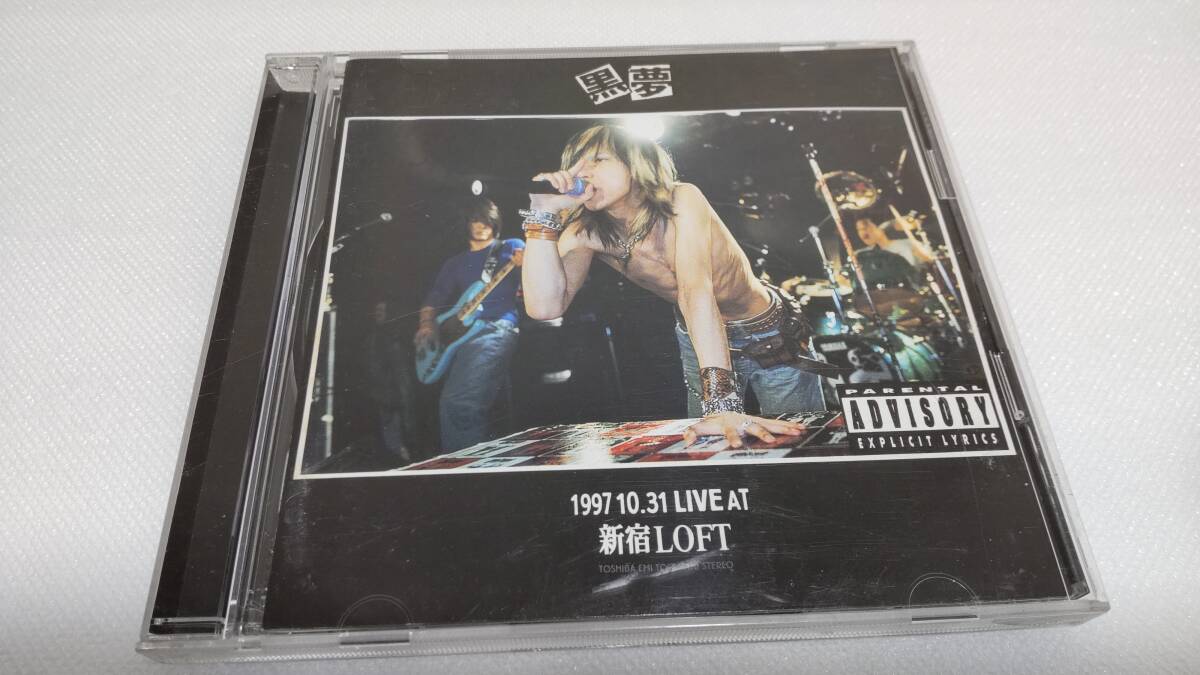 黒夢
PARENTAL
ADVISORY
EXPLICIT LYRICS
1997 10.31 LIVE AT
新宿LOFT
TOSHIBA EMI STEREO